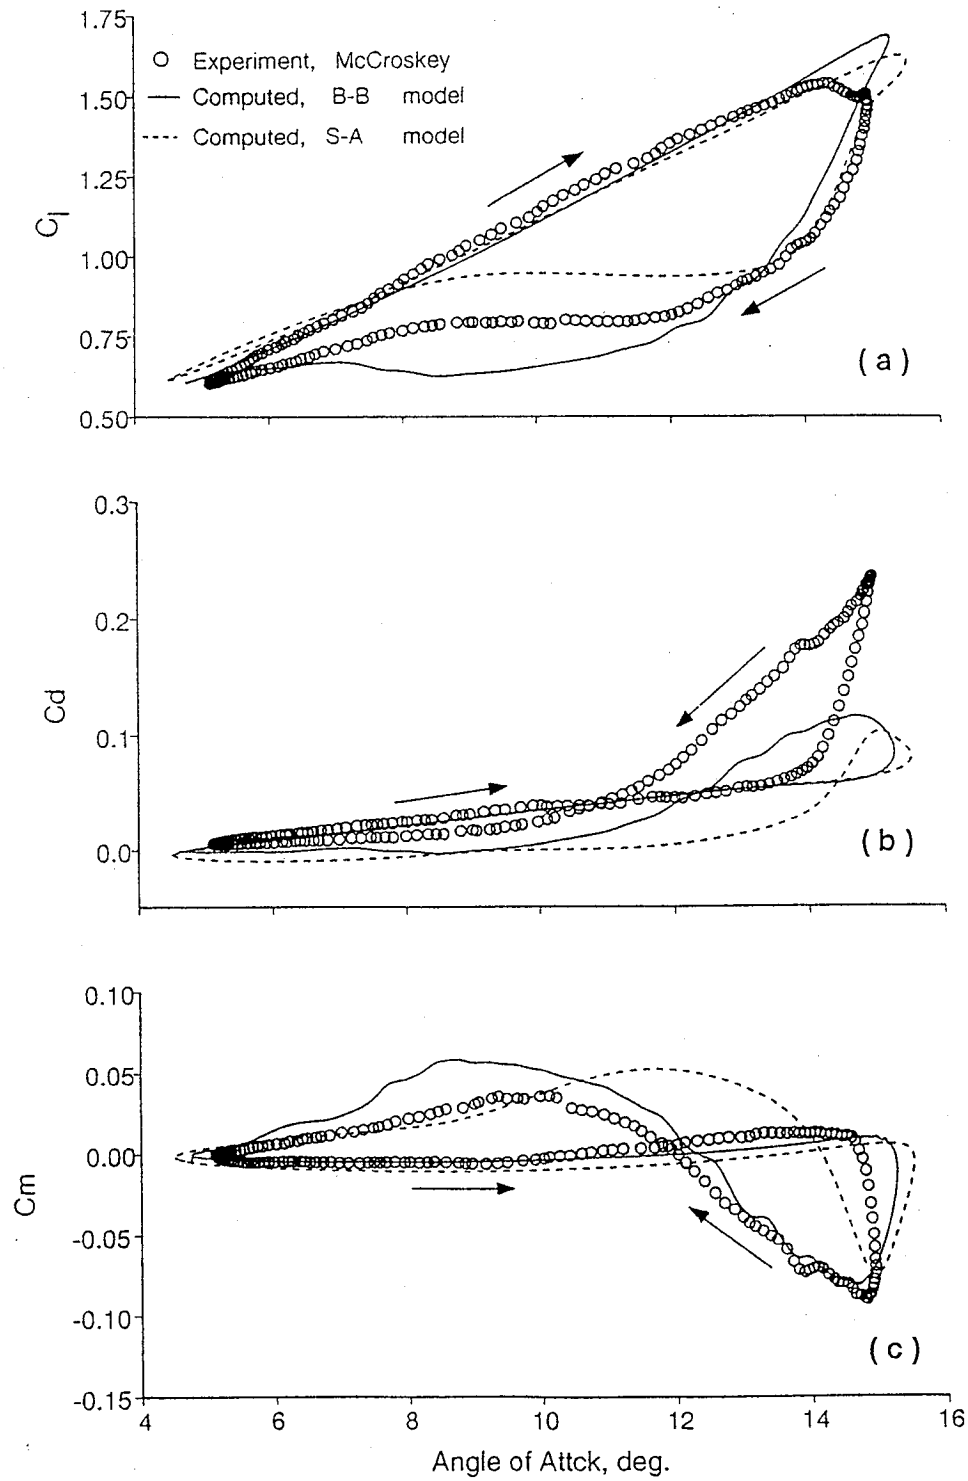 1.75
Experiment, McCroskey
Computed, B-B model
1.50
Computed, S-A model
1.25
Cl
1.00
0.75
( a )
0.50
0.3
0.2
Cd
0.1
0.0
( b )
0.10
0.05
0.00
Cm
-0.05
-0.10
( c )
-0.15
4 6 8 10 12 14 16
Angle of Attck, deg.